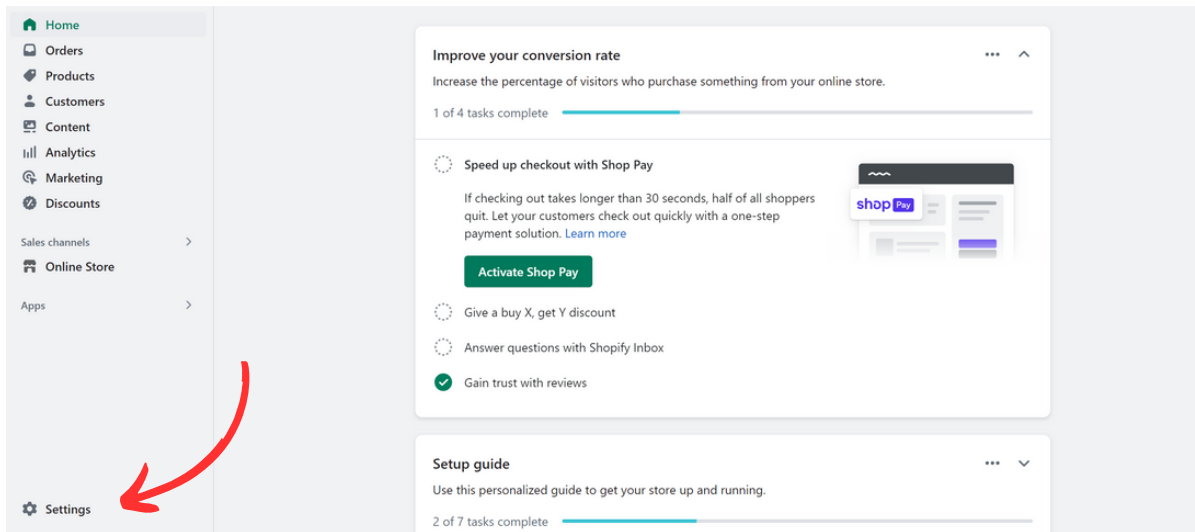 Home
Orders
Products
Customers
Content
Analytics
Marketing
Discounts
Sales channels
Online Store
Apps
Settings
Improve your conversion rate
Increase the percentage of visitors who purchase something from your online store.
1 of 4 tasks complete
Speed up checkout with Shop Pay
If checking out takes longer than 30 seconds, half of all shoppers
quit. Let your customers check out quickly with a one-step
payment solution. Learn more
shop Pay
Activate Shop Pay
Give a buy X, get Y discount
Answer questions with Shopify Inbox
Gain trust with reviews
Setup guide
Use this personalized guide to get your store up and running.
2 of 7 tasks complete